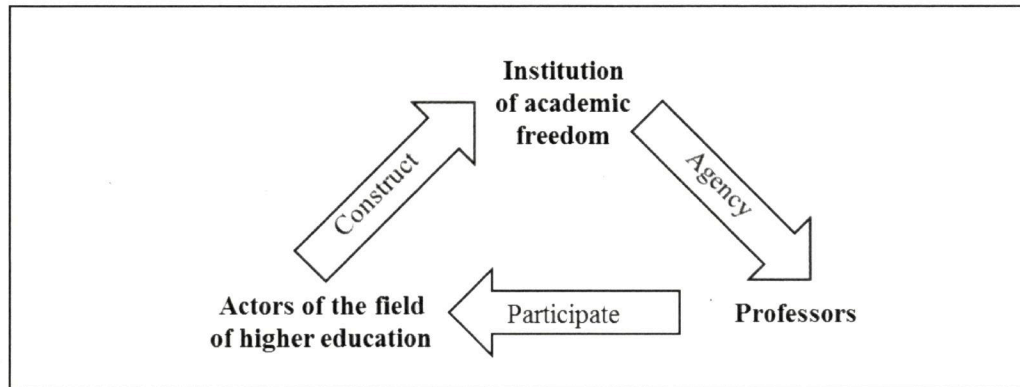 Institution
of academic
freedom
Construct
Agency
Actors of the field
of higher education
Participate
Professors